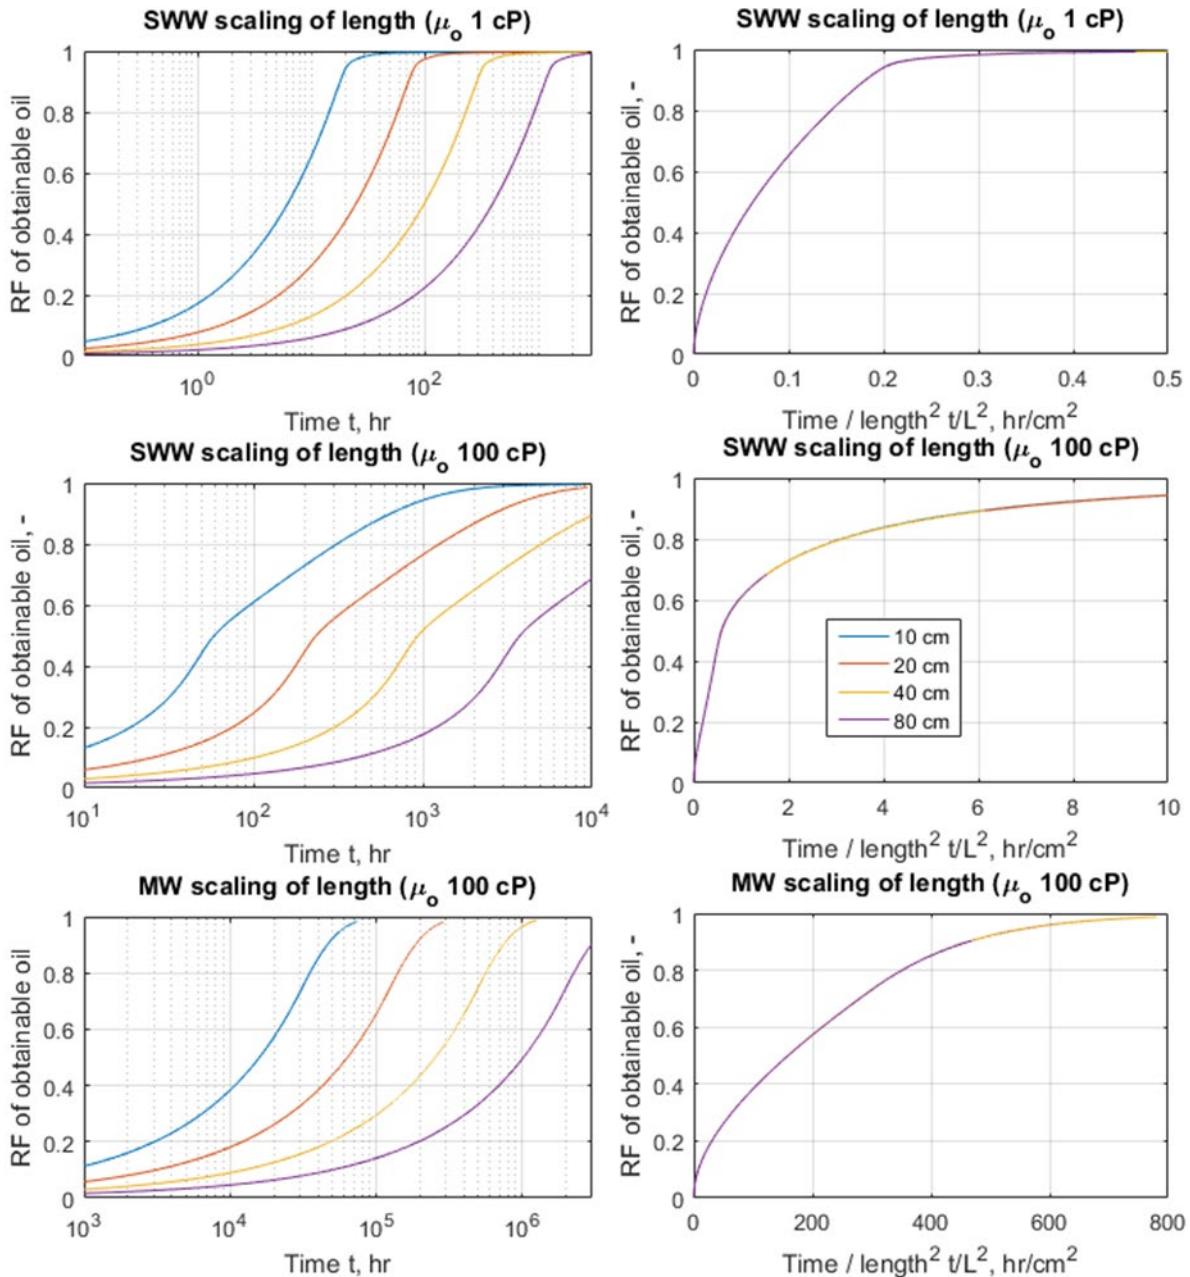 SWW scaling of length (μo 1 cP)
RF of obtainable oil
1
0.8
0.6
0.4
0.2
0
10^0
10^2
Time t, hr
SWW scaling of length (μo 1 cP)
RF of obtainable oil, -
1
0.8
0.6
0.4
0.2
0
0
0.1
0.2
0.3
0.4
0.5
Time / length^2 t/L^2, hr/cm^2
SWW scaling of length (μo 100 cP)
RF of obtainable oil, -
1
0.8
0.6
0.4
0.2
0
10^1
10^2
10^3
10^4
Time t, hr
SWW scaling of length (μo 100 cP)
RF of obtainable oil, -
1
0.8
0.6
0.4
0.2
0
10 cm
20 cm
40 cm
80 cm
0
2
4
6
8
10
Time / length^2 t/L^2, hr/cm^2
MW scaling of length (μo 100 cP)
RF of obtainable oil
1
0.8
0.6
0.4
0.2
0
10^3
10^4
10^5
10^6
Time t, hr
MW scaling of length (μo 100 cP)
RF of obtainable oil, -
1
0.8
0.6
0.4
0.2
0
0
200
400
600
800
Time / length^2 t/L^2, hr/cm^2